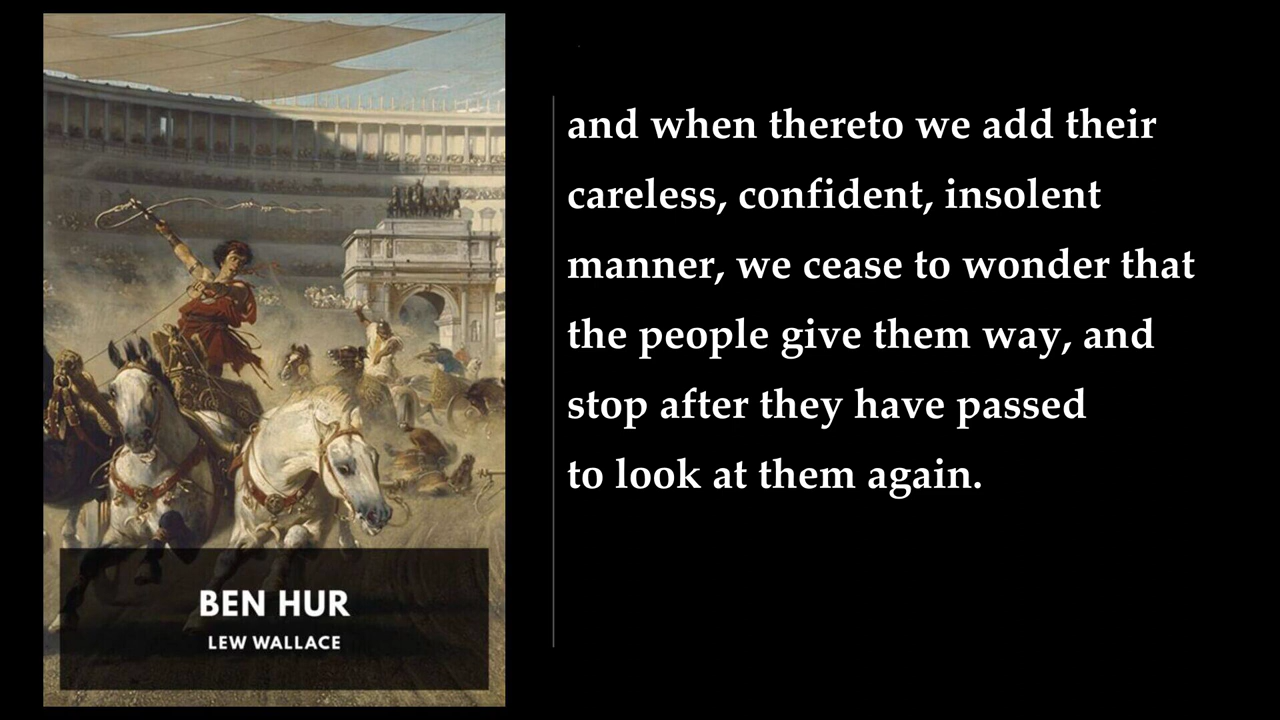 BEN HUR
LEW WALLACE
and when thereto we add their
careless, confident, insolent
manner, we cease to wonder that
the people give them way, and
stop after they have passed
to look at them again.